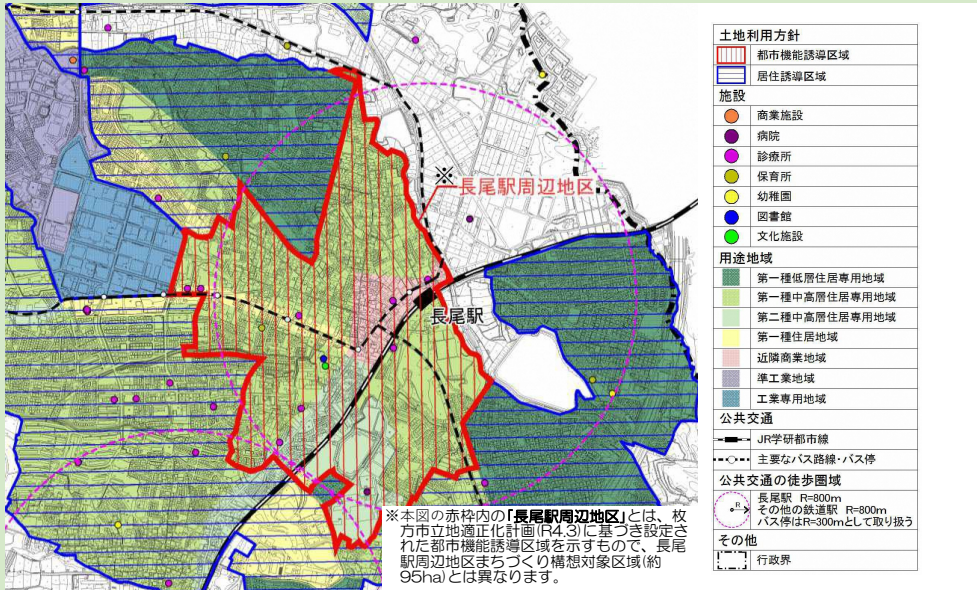 ※
長尾駅周辺地区
長尾駅
※本図の赤枠内の「長尾駅周辺地区」とは、枚
方市立地適正化計画(R4.3)に基づき設定さ
れた都市機能誘導区域を示すもので、長尾
駅周辺地区まちづくり構想対象区域(約
95ha)とは異なります。
土地利用方針
都市機能誘導区域
居住誘導区域
施設
商業施設
病院
診療所
保育所
幼稚園
図書館
文化施設
用途地域
第一種低層住居専用地域
第一種中高層住居専用地域
第二種中高層住居専用地域
第一種住居地域
近隣商業地域
準工業地域
工業専用地域
公共交通
JR学研都市線
主要なバス路線・バス停
公共交通の徒歩圏域
R
長尾駅 R=800m
その他の鉄道駅 R=800m
バス停はR=300mとして取り扱う
その他
行政界